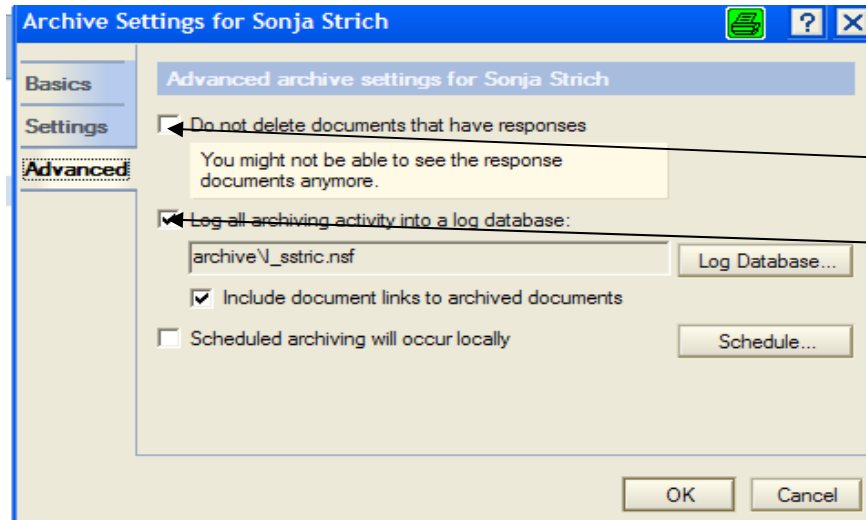 Archive Settings for Sonja Strich
?
Basics
Settings
Advanced
Advanced archive settings for Sonja Strich
Do not delete documents that have responses
You might not be able to see the response
documents anymore.
Log all archiving activity into a log database:
archive\l_sstric.nsf
Log Database...
Include document links to archived documents
Scheduled archiving will occur locally
Schedule...
OK
Cancel